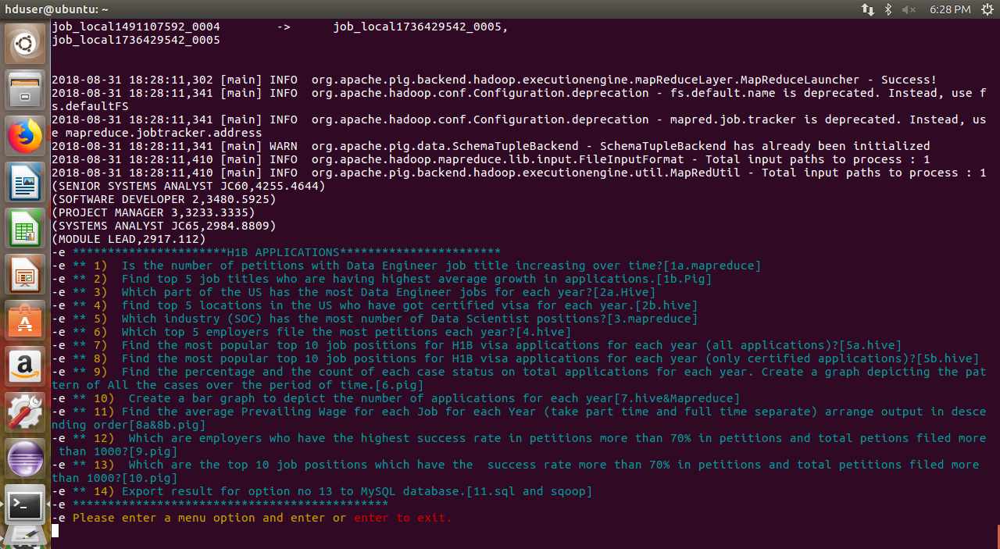 hduser@ubuntu: ~
6:28 PM
job_local1491107592_0004        ->      job_local1736429542_0005,
job_local1736429542_0005
2018-08-31 18:28:11,302 [main] INFO  org.apache.pig.backend.hadoop.executionengine.mapReduceLayer.MapReduceLauncher - Success!
2018-08-31 18:28:11,341 [main] INFO  org.apache.hadoop.conf.Configuration.deprecation - fs.default.name is deprecated. Instead, use f
s.defaultFS
2018-08-31 18:28:11,341 [main] INFO  org.apache.hadoop.conf.Configuration.deprecation - mapred.job.tracker is deprecated. Instead, us
e mapreduce.jobtracker.address
2018-08-31 18:28:11,341 [main] WARN  org.apache.pig.data.SchemaTupleBackend - SchemaTupleBackend has already been initialized
2018-08-31 18:28:11,410 [main] INFO  org.apache.hadoop.mapreduce.lib.input.FileInputFormat - Total input paths to process : 1
2018-08-31 18:28:11,410 [main] INFO  org.apache.pig.backend.hadoop.executionengine.util.MapRedUtil - Total input paths to process : 1
(SENIOR SYSTEMS ANALYST JC60,4255.4644)
(SOFTWARE DEVELOPER 2,3480.5925)
(PROJECT MANAGER 3,3233.3335)
(SYSTEMS ANALYST JC65,2984.8809)
(MODULE LEAD,2917.112)
-e **********************H1B APPLICATIONS***********************
-e ** 1)  Is the number of petitions with Data Engineer job title increasing over time?[1a.mapreduce]
-e ** 2)  Find top 5 job titles who are having highest average growth in applications.[1b.Pig]
-e ** 3)  Which part of the US has the most Data Engineer jobs for each year?[2a.Hive]
-e ** 4)  find top 5 locations in the US who have got certified visa for each year.[2b.hive]
-e ** 5)  Which industry (SOC) has the most number of Data Scientist positions?[3.mapreduce]
-e ** 6)  Which top 5 employers file the most petitions each year?[4.hive]
-e ** 7)  Find the most popular top 10 job positions for H1B visa applications for each year (all applications)?[5a.hive]
-e ** 8)  Find the most popular top 10 job positions for H1B visa applications for each year (only certified applications)?[5b.hive]
-e ** 9)  Find the percentage and the count of each case status on total applications for each year. Create a graph depicting the pat
tern of All the cases over the period of time.[6.pig]
-e ** 10)  Create a bar graph to depict the number of applications for each year[7.hive&Mapreduce]
-e ** 11) Find the average Prevailing Wage for each Job for each Year (take part time and full time separate) arrange output in desce
nding order[8a&8b.pig]
-e ** 12)  Which are employers who have the highest success rate in petitions more than 70% in petitions and total petions filed more
 than 1000?[9.pig]
-e ** 13)  Which are the top 10 job positions which have the  success rate more than 70% in petitions and total petitions filed more
than 1000?[10.pig]
-e ** 14) Export result for option no 13 to MySQL database.[11.sql and sqoop]
-e *********************************************
-e Please enter a menu option and enter or enter to exit.